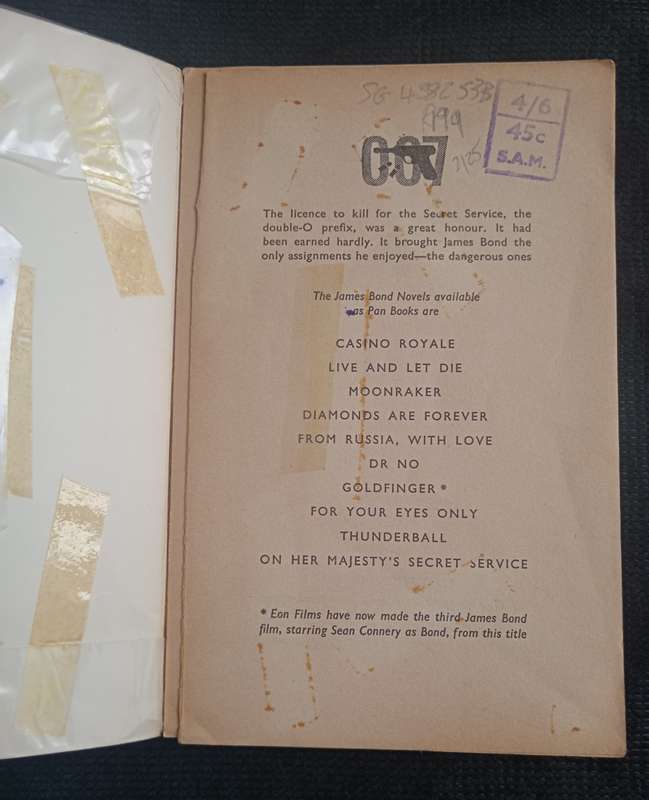 4/6
45c
S.A.M.
007
The licence to kill for the Secret Service, the
double-O prefix, was a great honour. It had
been earned hardly. It brought James Bond the
only assignments he enjoyed—the dangerous ones
The James Bond Novels available
as Pan Books are
CASINO ROYALE
LIVE AND LET DIE
MOONRAKER
DIAMONDS ARE FOREVER
FROM RUSSIA, WITH LOVE
DR NO
GOLDFINGER *
FOR YOUR EYES ONLY
THUNDERBALL
ON HER MAJESTY'S SECRET SERVICE
* Eon Films have now made the third James Bond
film, starring Sean Connery as Bond, from this title